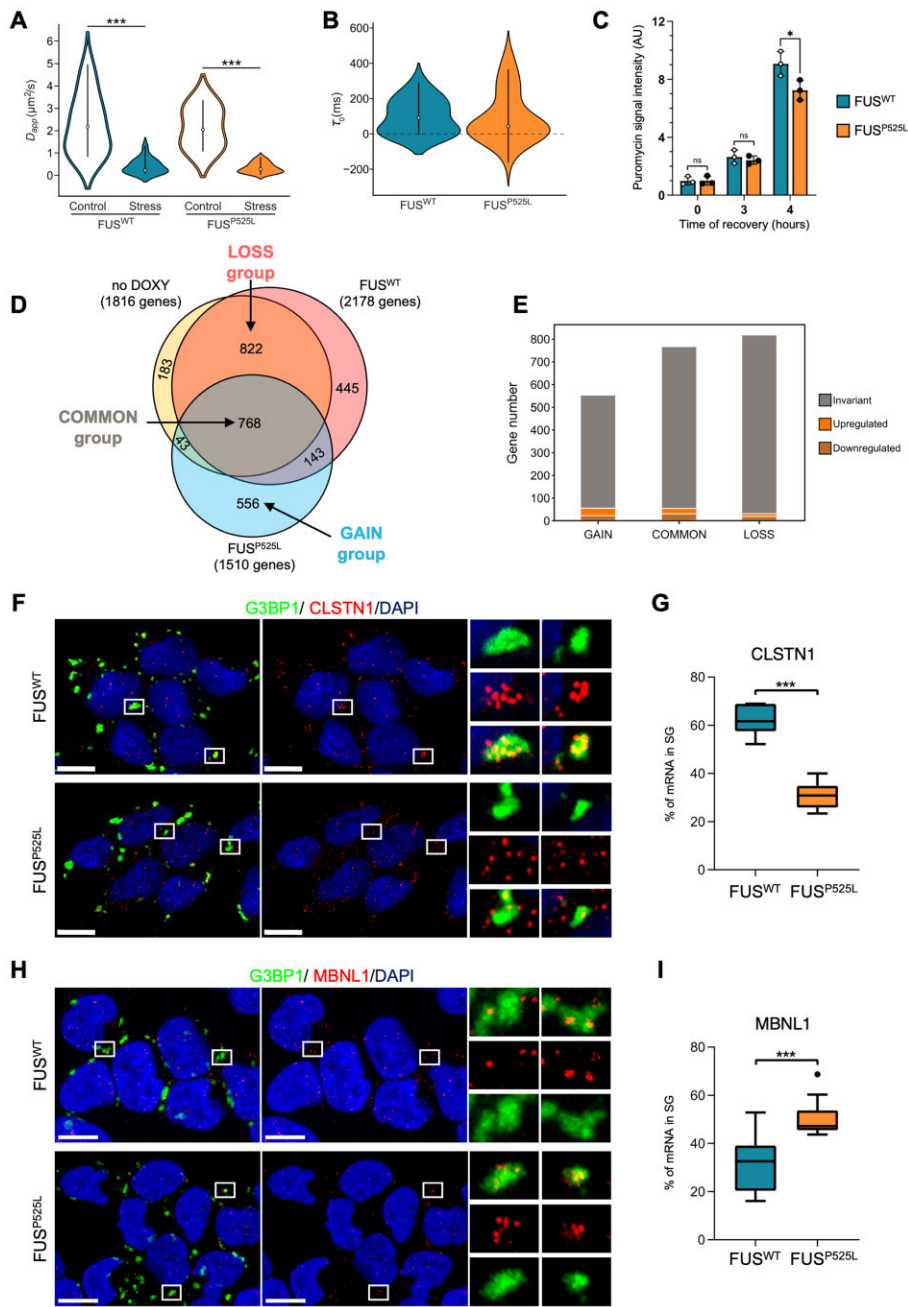 A
***
***
D_app (μm²/s)
6
5
4
3
2
1
0
Control
Stress
Control
Stress
FUS^WT
FUS^P525L
B
τ₀(ms)
600
400
200
0
−200
FUS^WT
FUS^P525L
C
Puromycin signal intensity (AU)
12
9
6
3
0
ns
ns
*
0
3
4
Time of recovery (hours)
FUS^WT
FUS^P525L
D
LOSS
group
no DOXY
(1816 genes)
FUS^WT
(2178 genes)
822
183
445
COMMON
group
768
43
143
556
GAIN
group
FUS^P525L
(1510 genes)
E
Gene number
800
700
600
500
400
300
200
100
0
GAIN
COMMON
LOSS
Invariant
Upregulated
Downregulated
F
G3BP1/ CLSTN1/DAPI
FUS^WT
FUS^P525L
G
CLSTN1
***
% of mRNA in SG
80
60
40
20
0
FUS^WT
FUS^P525L
H
G3BP1/ MBNL1/DAPI
FUS^WT
FUS^P525L
I
MBNL1
***
% of mRNA in SG
80
60
40
20
0
FUS^WT
FUS^P525L